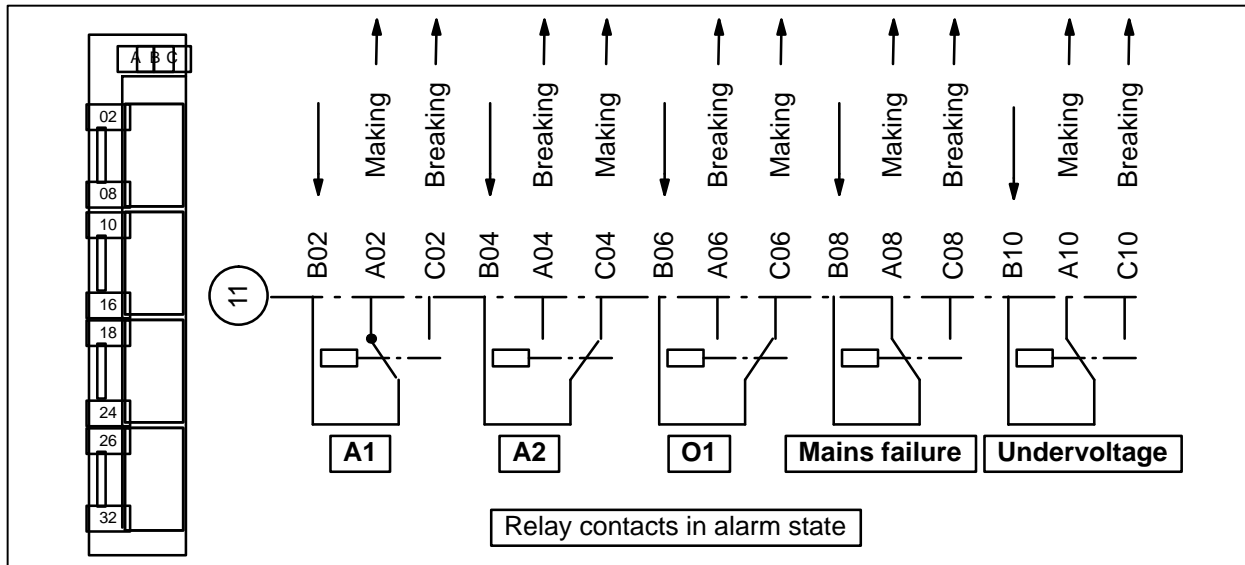 A B C
02
08
10
16
18
24
26
32
11
Making
Breaking
Breaking
Making
Breaking
Making
Making
Breaking
Making
Breaking
B02
A02
C02
B04
A04
C04
B06
A06
C06
B08
A08
C08
B10
A10
C10
A1
A2
O1
Mains failure
Undervoltage
Relay contacts in alarm state